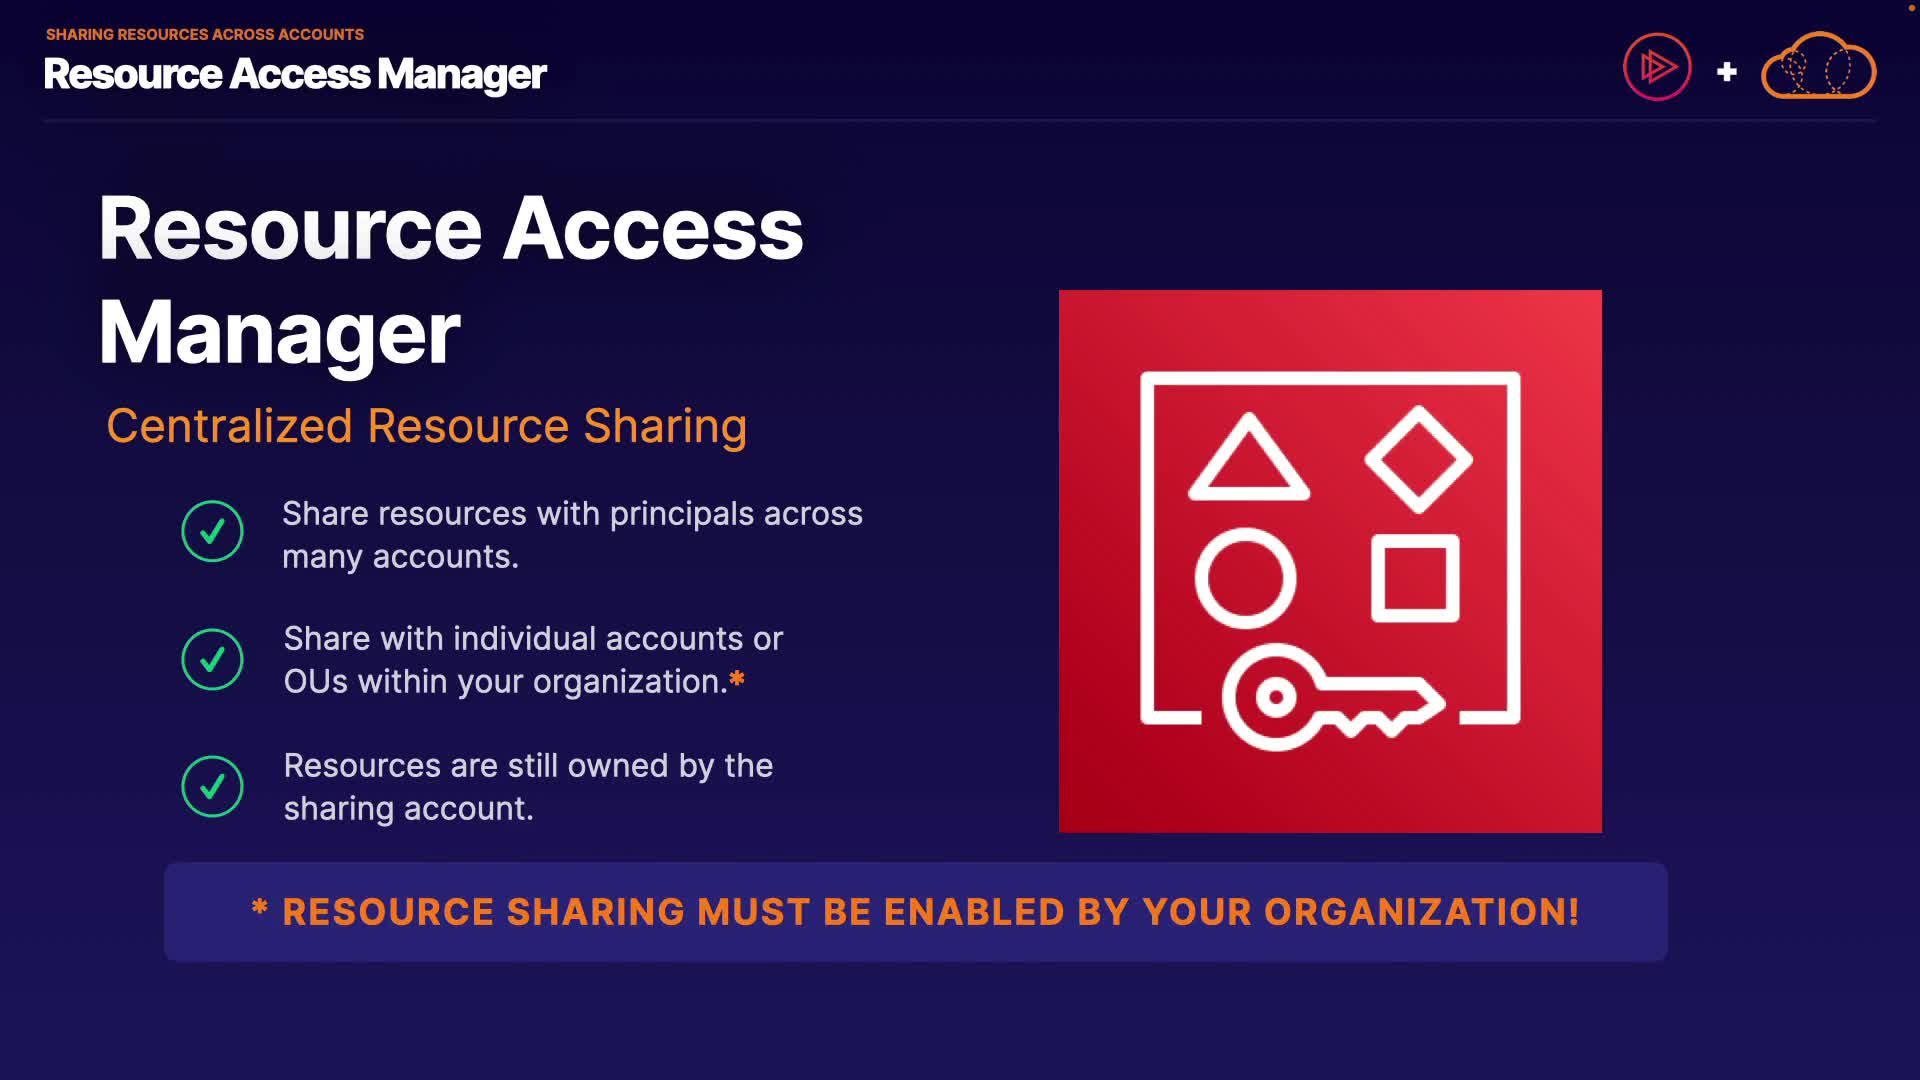 SHARING RESOURCES ACROSS ACCOUNTS
Resource Access Manager
Resource Access
Manager
Centralized Resource Sharing
Share resources with principals across
many accounts.
Share with individual accounts or
OUs within your organization.*
Resources are still owned by the
sharing account.
* RESOURCE SHARING MUST BE ENABLED BY YOUR ORGANIZATION!